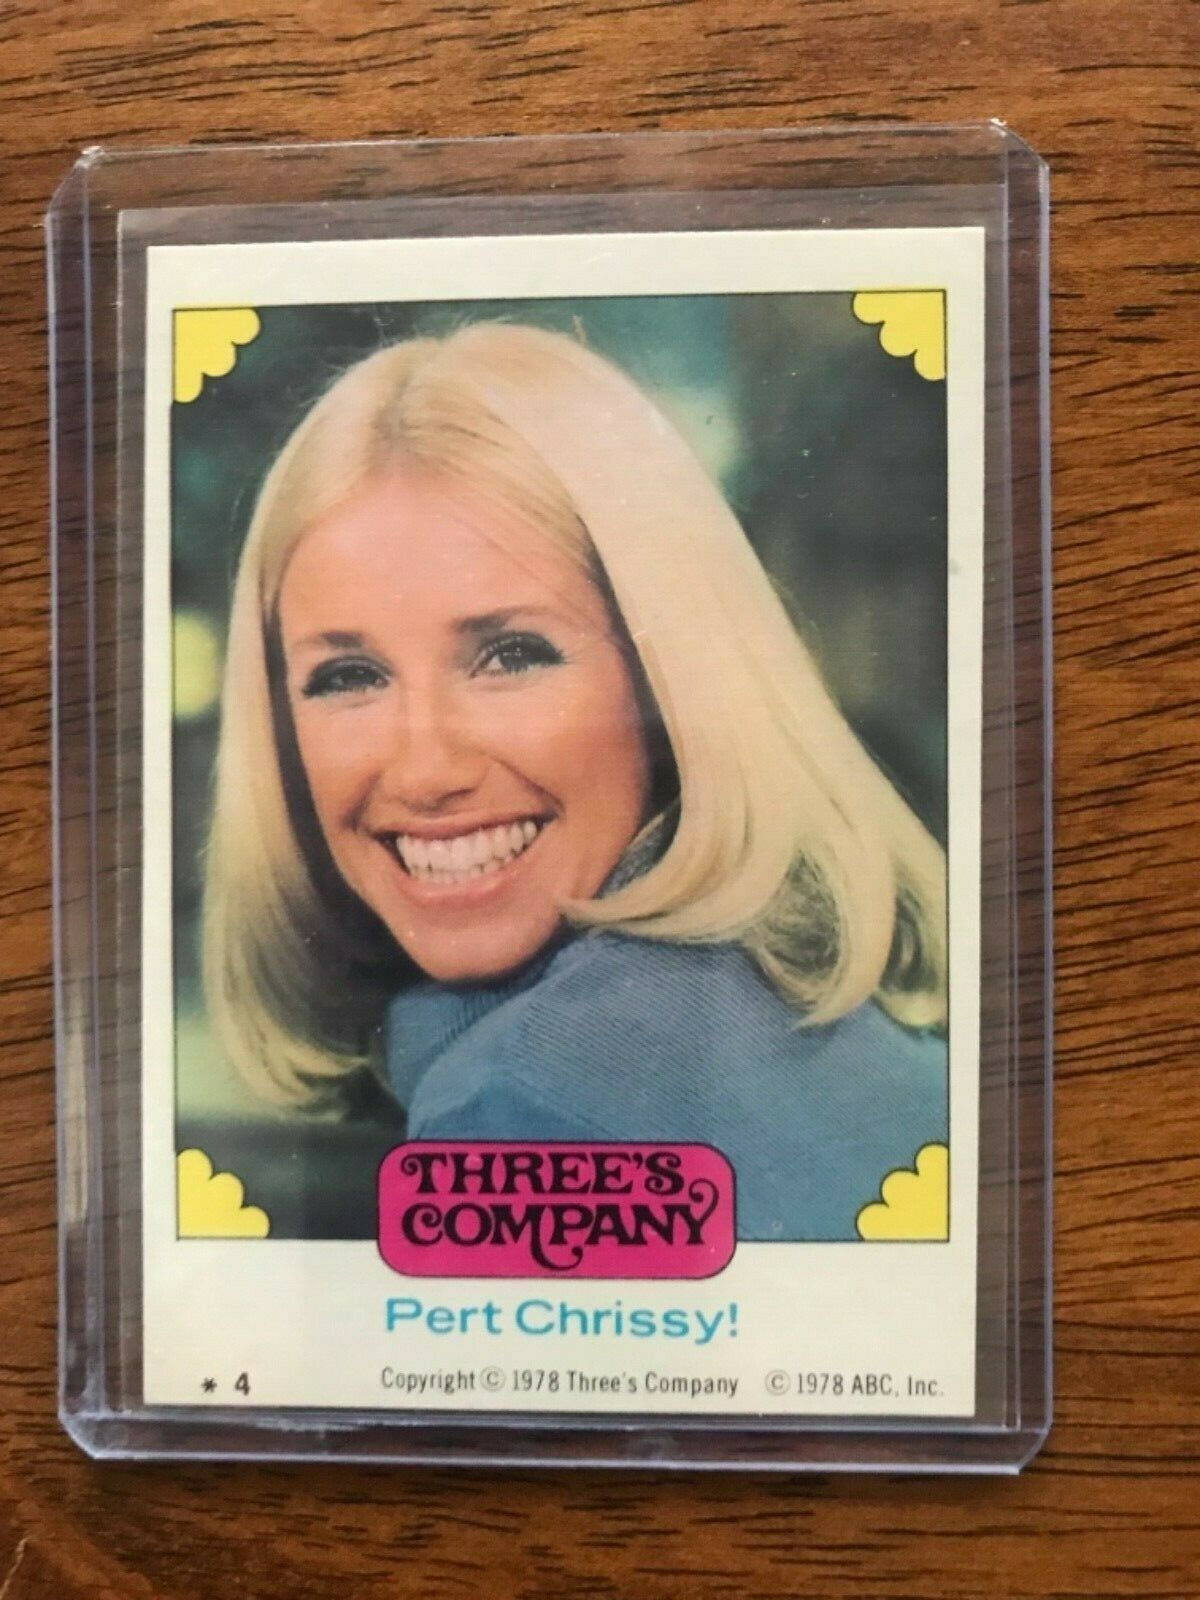 THREE'S
COMPANY
Pert Chrissy!
* 4 Copyright © 1978 Three's Company © 1978 ABC, Inc.